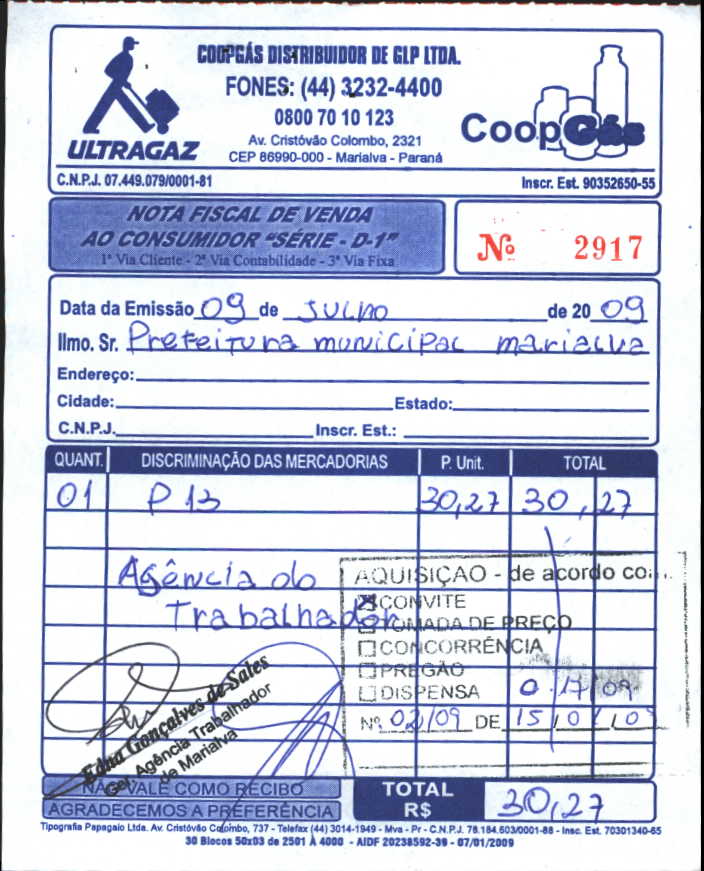 COOPGÁS DISTRIBUIDOR DE GLP LTDA.
FONES: (44) 3232-4400
0800 70 10 123
Av. Cristóvão Colombo, 2321
CEP 86990-000 - Marialva - Paraná
ULTRAGAZ
CoopGás
C.N.P.J. 07.449.079/0001-81
Inscr. Est. 90352650-55
NOTA FISCAL DE VENDA
AO CONSUMIDOR "SÉRIE - D-1"
1ª Via Cliente - 2ª Via Contabilidade - 3ª Via Fixa
Nº 2917
Data da Emissão 09 de JULHO de 20 09
Ilmo. Sr. Prefeitura municipal marialva
Endereço:
Cidade: Estado:
C.N.P.J. Inscr. Est.:
QUANT. DISCRIMINAÇÃO DAS MERCADORIAS P. Unit. TOTAL
01 P 13 30,27 30,27
Agência do
Trabalhador
AQUISIÇÃO - de acordo co
CONVITE
TOMADA DE PREÇO
CONCORRÊNCIA
PREGÃO
DISPENSA
Nº 02/09 DE 15
Edna Gonçalves de Sales
Ger. Agência Trabalhador
de Marialva
NÃO VALE COMO RECIBO
AGRADECEMOS A PREFERÊNCIA
TOTAL
R$ 30,27
Tipografia Papagaio Ltda. Av. Cristóvão Colombo, 737 - Telefax (44) 3014-1949 - Mva - Pr - C.N.P.J. 78.184.603/0001-88 - Insc. Est. 70301340-65
30 Blocos 50x03 de 2501 À 4000 - AIDF 20238592-39 - 07/01/2009